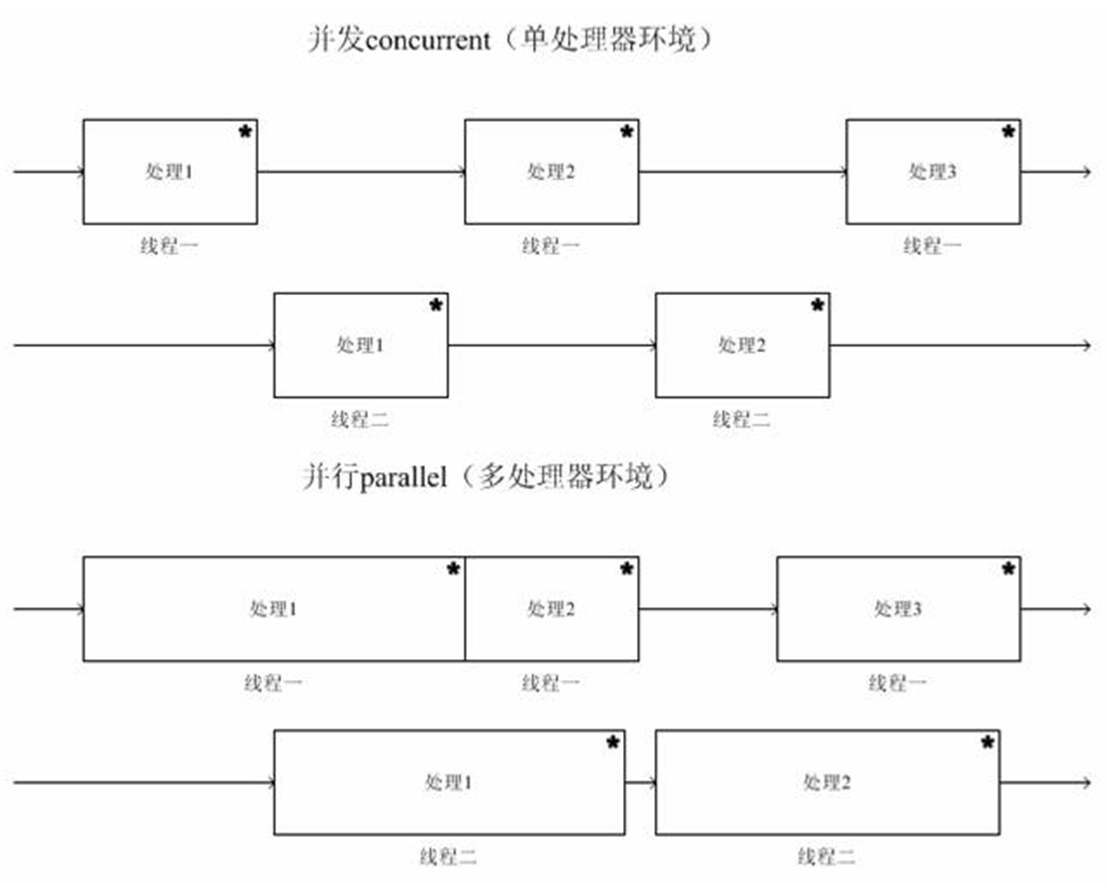 并发concurrent（单处理器环境）
* * *
处理1 处理2 处理3
线程一 线程一 线程一
* *
处理1 处理2
线程二 线程二
并行parallel（多处理器环境）
* * *
处理1 处理2 处理3
线程一 线程一 线程一
* *
处理1 处理2
线程二 线程二